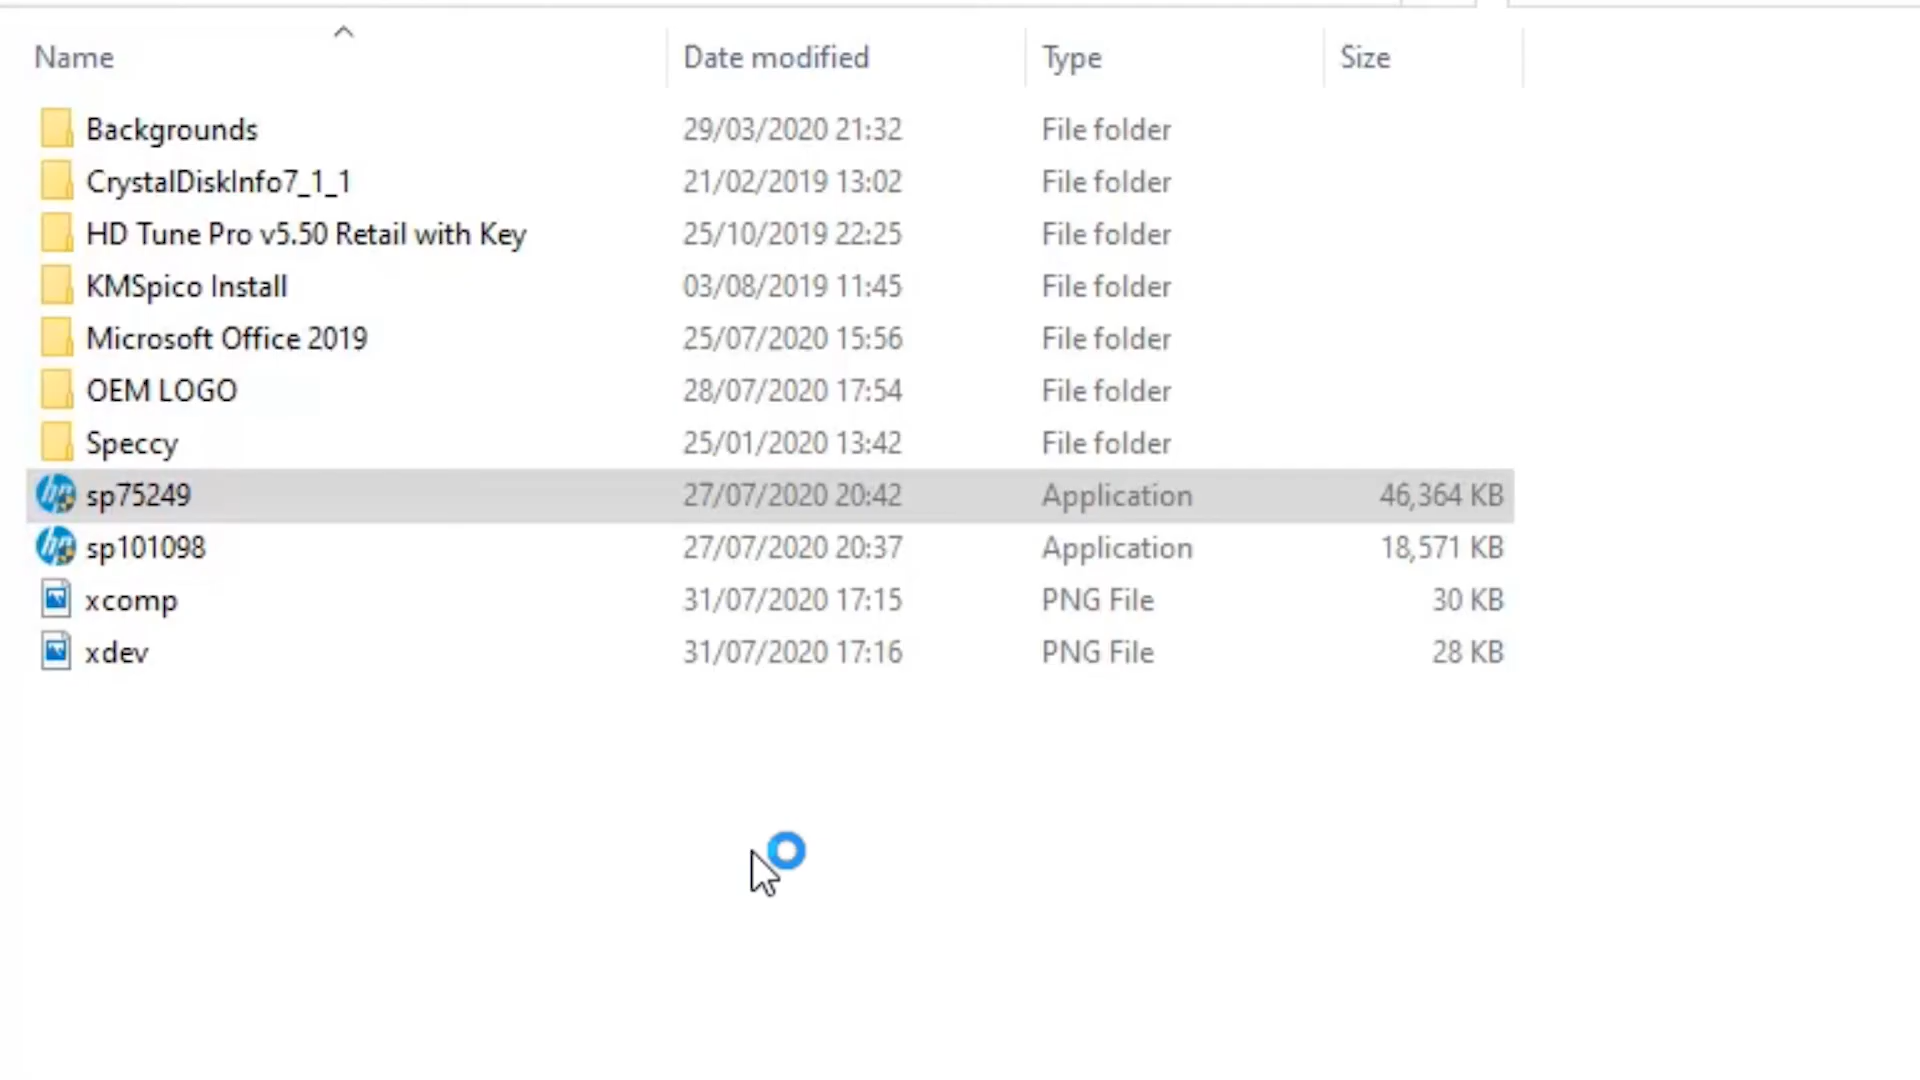 Name Date modified Type Size
Backgrounds 29/03/2020 21:32 File folder
CrystalDiskInfo7_1_1 21/02/2019 13:02 File folder
HD Tune Pro v5.50 Retail with Key 25/10/2019 22:25 File folder
KMSpico Install 03/08/2019 11:45 File folder
Microsoft Office 2019 25/07/2020 15:56 File folder
OEM LOGO 28/07/2020 17:54 File folder
Speccy 25/01/2020 13:42 File folder
hp sp75249 27/07/2020 20:42 Application 46,364 KB
hp sp101098 27/07/2020 20:37 Application 18,571 KB
xcomp 31/07/2020 17:15 PNG File 30 KB
xdev 31/07/2020 17:16 PNG File 28 KB